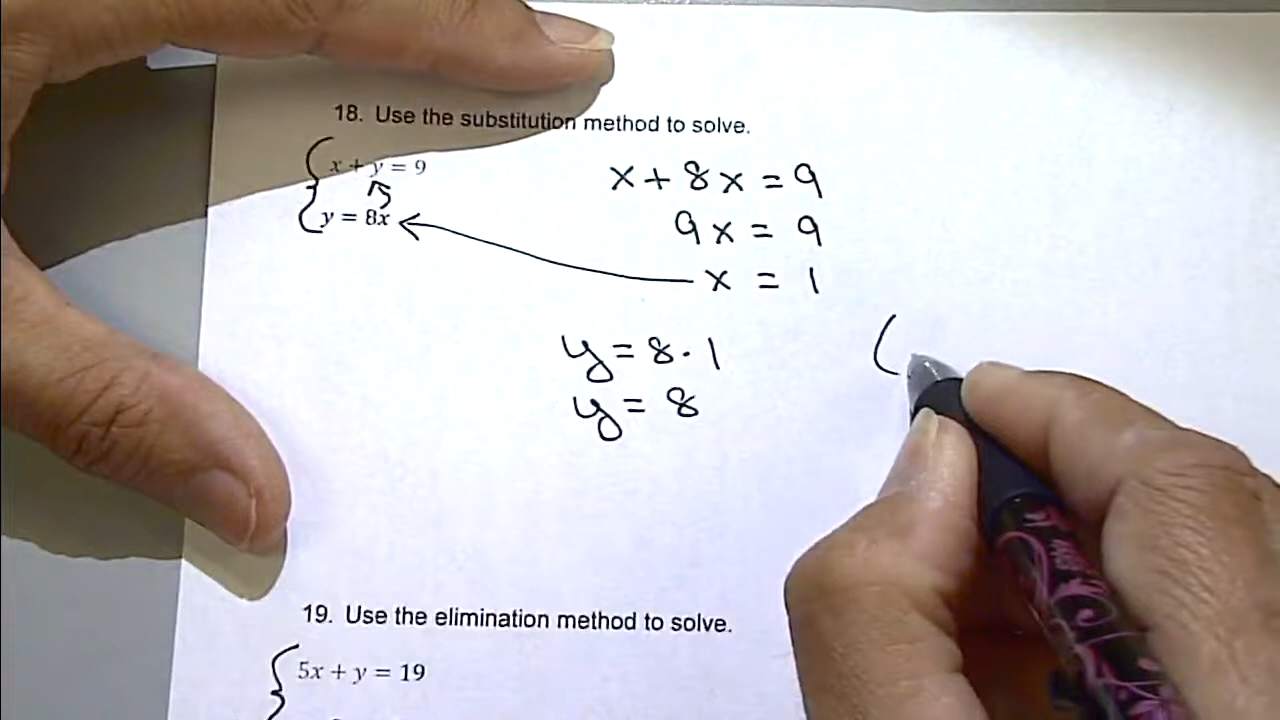 18. Use the substitution method to solve.
x + y = 9
y = 8x
x + 8x = 9
9x = 9
x = 1
y = 8 · 1
y = 8
(
19. Use the elimination method to solve.
5x + y = 19